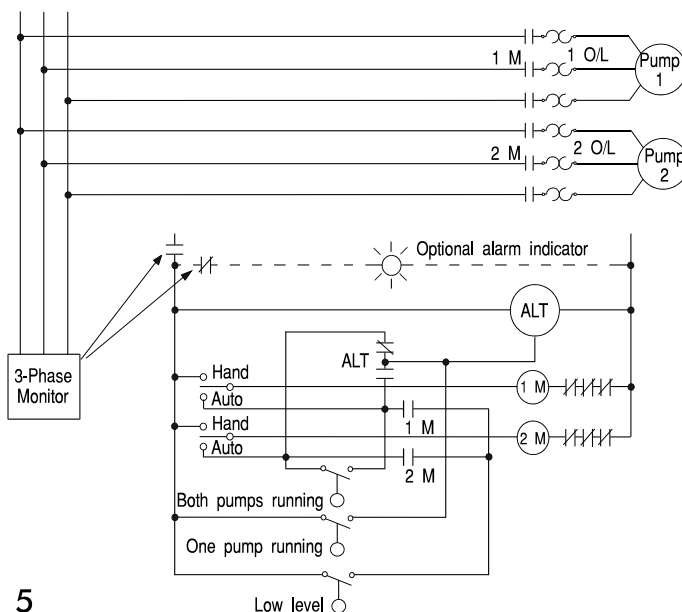 1 M
1 O/L
Pump
1
2 M
2 O/L
Pump
2
Optional alarm indicator
ALT
3-Phase
Monitor
ALT
Hand
1 M
Auto
Hand
1 M
2 M
Auto
2 M
Both pumps running
One pump running
Low level
5